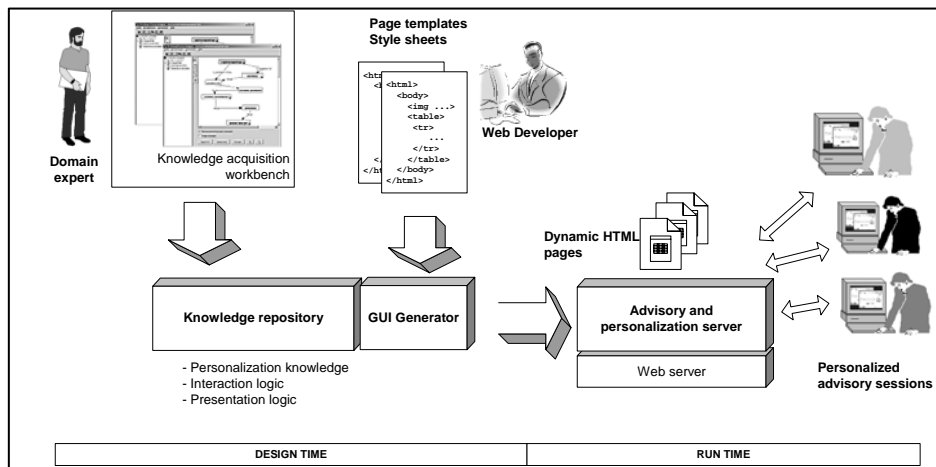 Page templates
Style sheets
<html>
<h
<
</
</h
<html>
<body>
<img ...>
<table>
<tr>
...
</tr>
</table>
</body>
</html>
Web Developer
Domain
expert
Knowledge acquisition
workbench
Dynamic HTML
pages
Knowledge repository
GUI Generator
Advisory and
personalization server
Web server
- Personalization knowledge
- Interaction logic
- Presentation logic
Personalized
advisory sessions
DESIGN TIME
RUN TIME